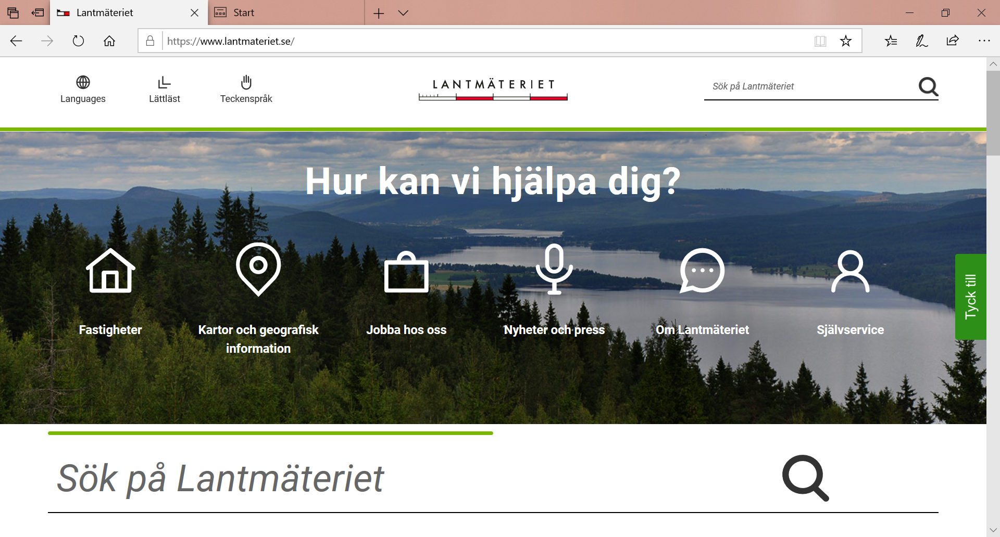 Lantmäteriet
Start
https://www.lantmateriet.se/
Languages
Lättläst
Teckenspråk
LANTMÄTERIET
Sök på Lantmäteriet
Hur kan vi hjälpa dig?
Fastigheter
Kartor och geografisk
information
Jobba hos oss
Nyheter och press
Om Lantmäteriet
Självservice
Tyck till
Sök på Lantmäteriet